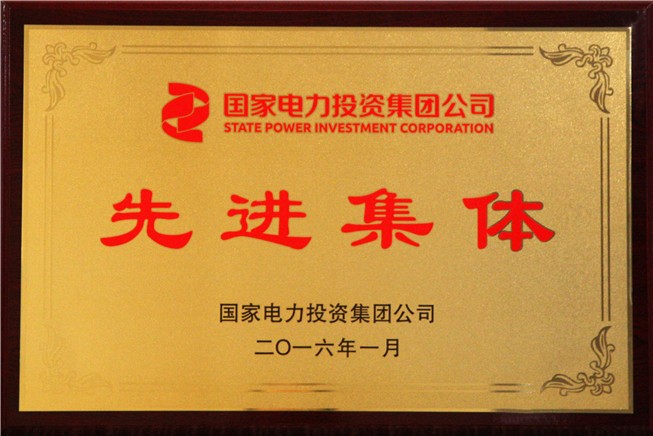 国家电力投资集团公司
STATE POWER INVESTMENT CORPORATION
先进集体
国家电力投资集团公司
二〇一六年一月